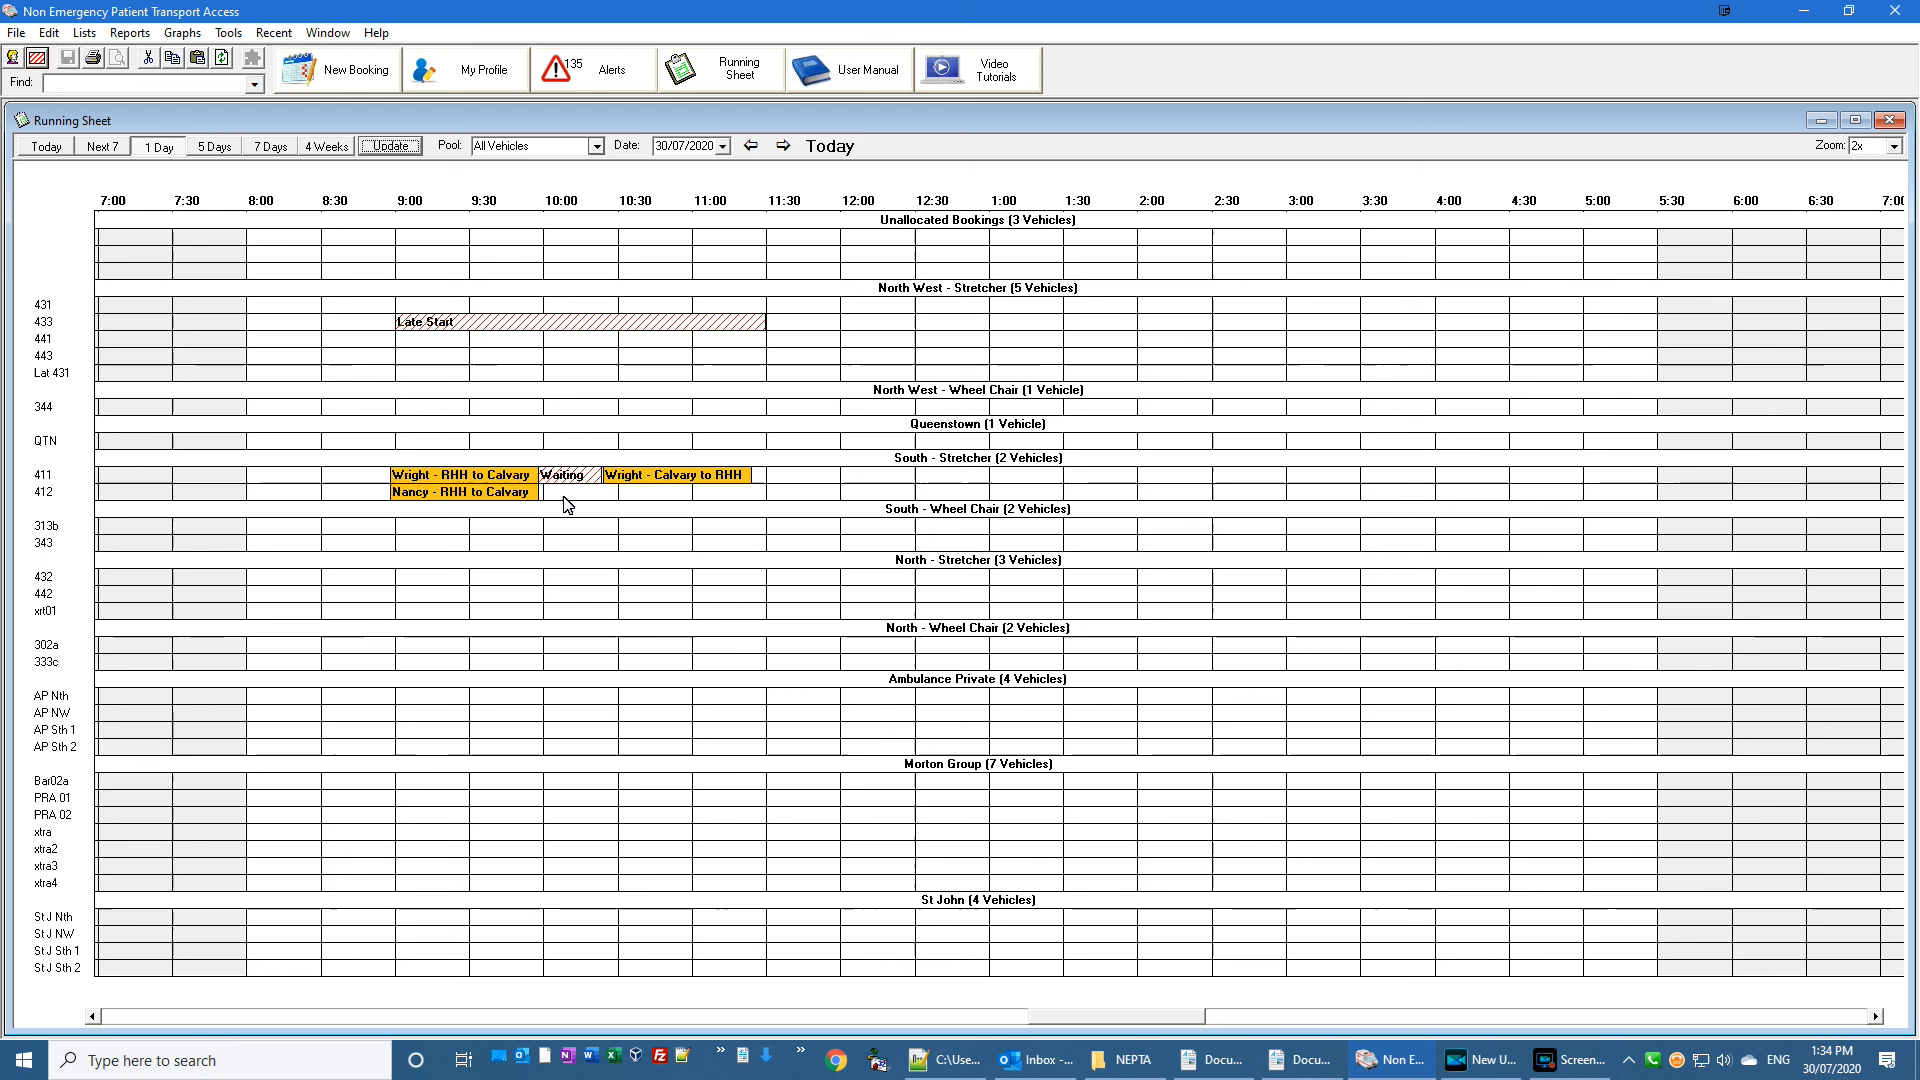 Non Emergency Patient Transport Access
File Edit Lists Reports Graphs Tools Recent Window Help
New Booking My Profile 135 Alerts Running Sheet User Manual Video Tutorials
Find:
Running Sheet
Today Next 7 1 Day 5 Days 7 Days 4 Weeks Update Pool: All Vehicles Date: 30/07/2020 Today Zoom: 2x
7:00 7:30 8:00 8:30 9:00 9:30 10:00 10:30 11:00 11:30 12:00 12:30 1:00 1:30 2:00 2:30 3:00 3:30 4:00 4:30 5:00 5:30 6:00 6:30 7:00
Unallocated Bookings (3 Vehicles)
North West - Stretcher (5 Vehicles)
431
433 Late Start
441
443
Lat 431
North West - Wheel Chair (1 Vehicle)
344
Queenstown (1 Vehicle)
QTN
South - Stretcher (2 Vehicles)
411 Wright - RHH to Calvary Waiting Wright - Calvary to RHH
412 Nancy - RHH to Calvary
South - Wheel Chair (2 Vehicles)
313b
343
North - Stretcher (3 Vehicles)
432
442
xrt01
North - Wheel Chair (2 Vehicles)
302a
333c
Ambulance Private (4 Vehicles)
AP Nth
AP NW
AP Sth 1
AP Sth 2
Morton Group (7 Vehicles)
Bar02a
PRA 01
PRA 02
xtra
xtra2
xtra3
xtra4
St John (4 Vehicles)
St J Nth
St J NW
St J Sth 1
St J Sth 2
Type here to search C:\Use... Inbox -... NEPTA Docu... Docu... Non E... New U... Screen... ENG 1:34 PM
30/07/2020